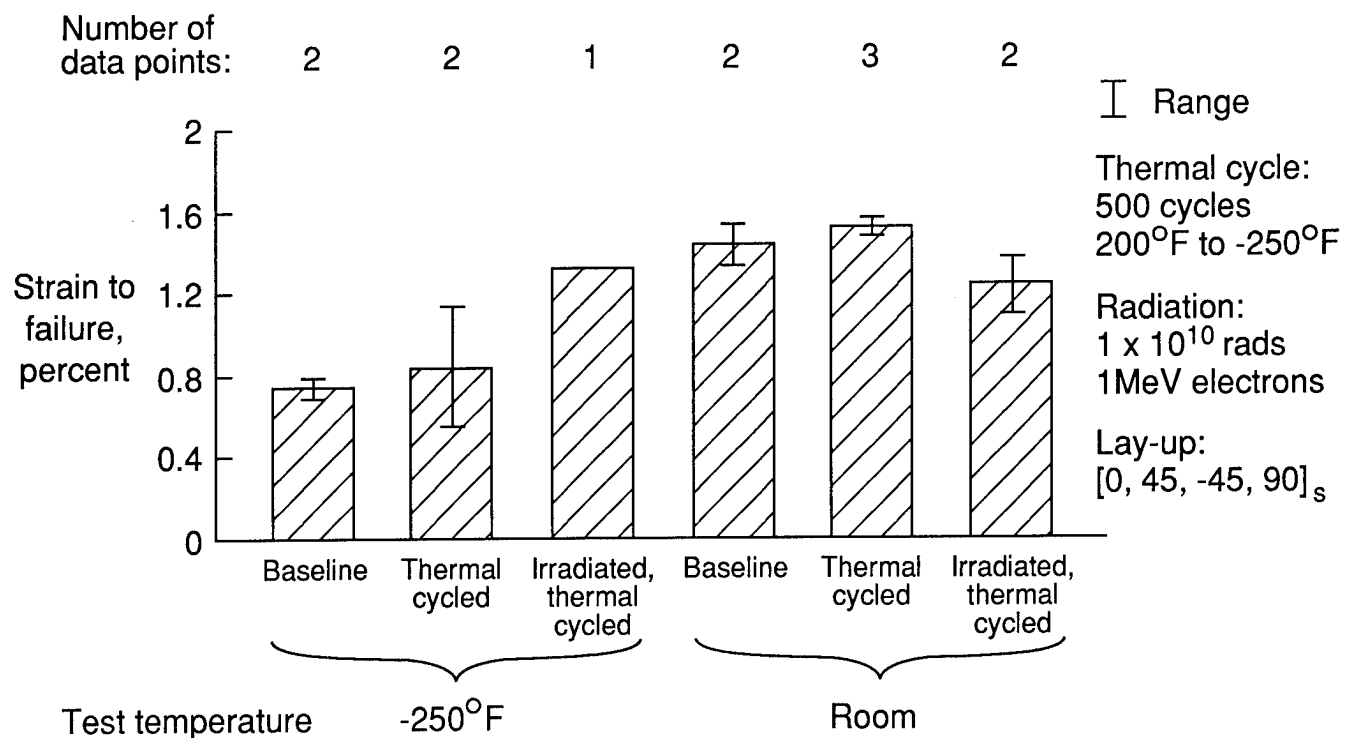 Number of
data points: 2 2 1 2 3 2
Range
Thermal cycle:
500 cycles
200°F to -250°F
Radiation:
1 x 10¹⁰ rads
1MeV electrons
Lay-up:
[0, 45, -45, 90]ₛ
Strain to
failure,
percent
2
1.6
1.2
0.8
0.4
0
Baseline
Thermal
cycled
Irradiated,
thermal
cycled
Baseline
Thermal
cycled
Irradiated,
thermal
cycled
Test temperature -250°F Room